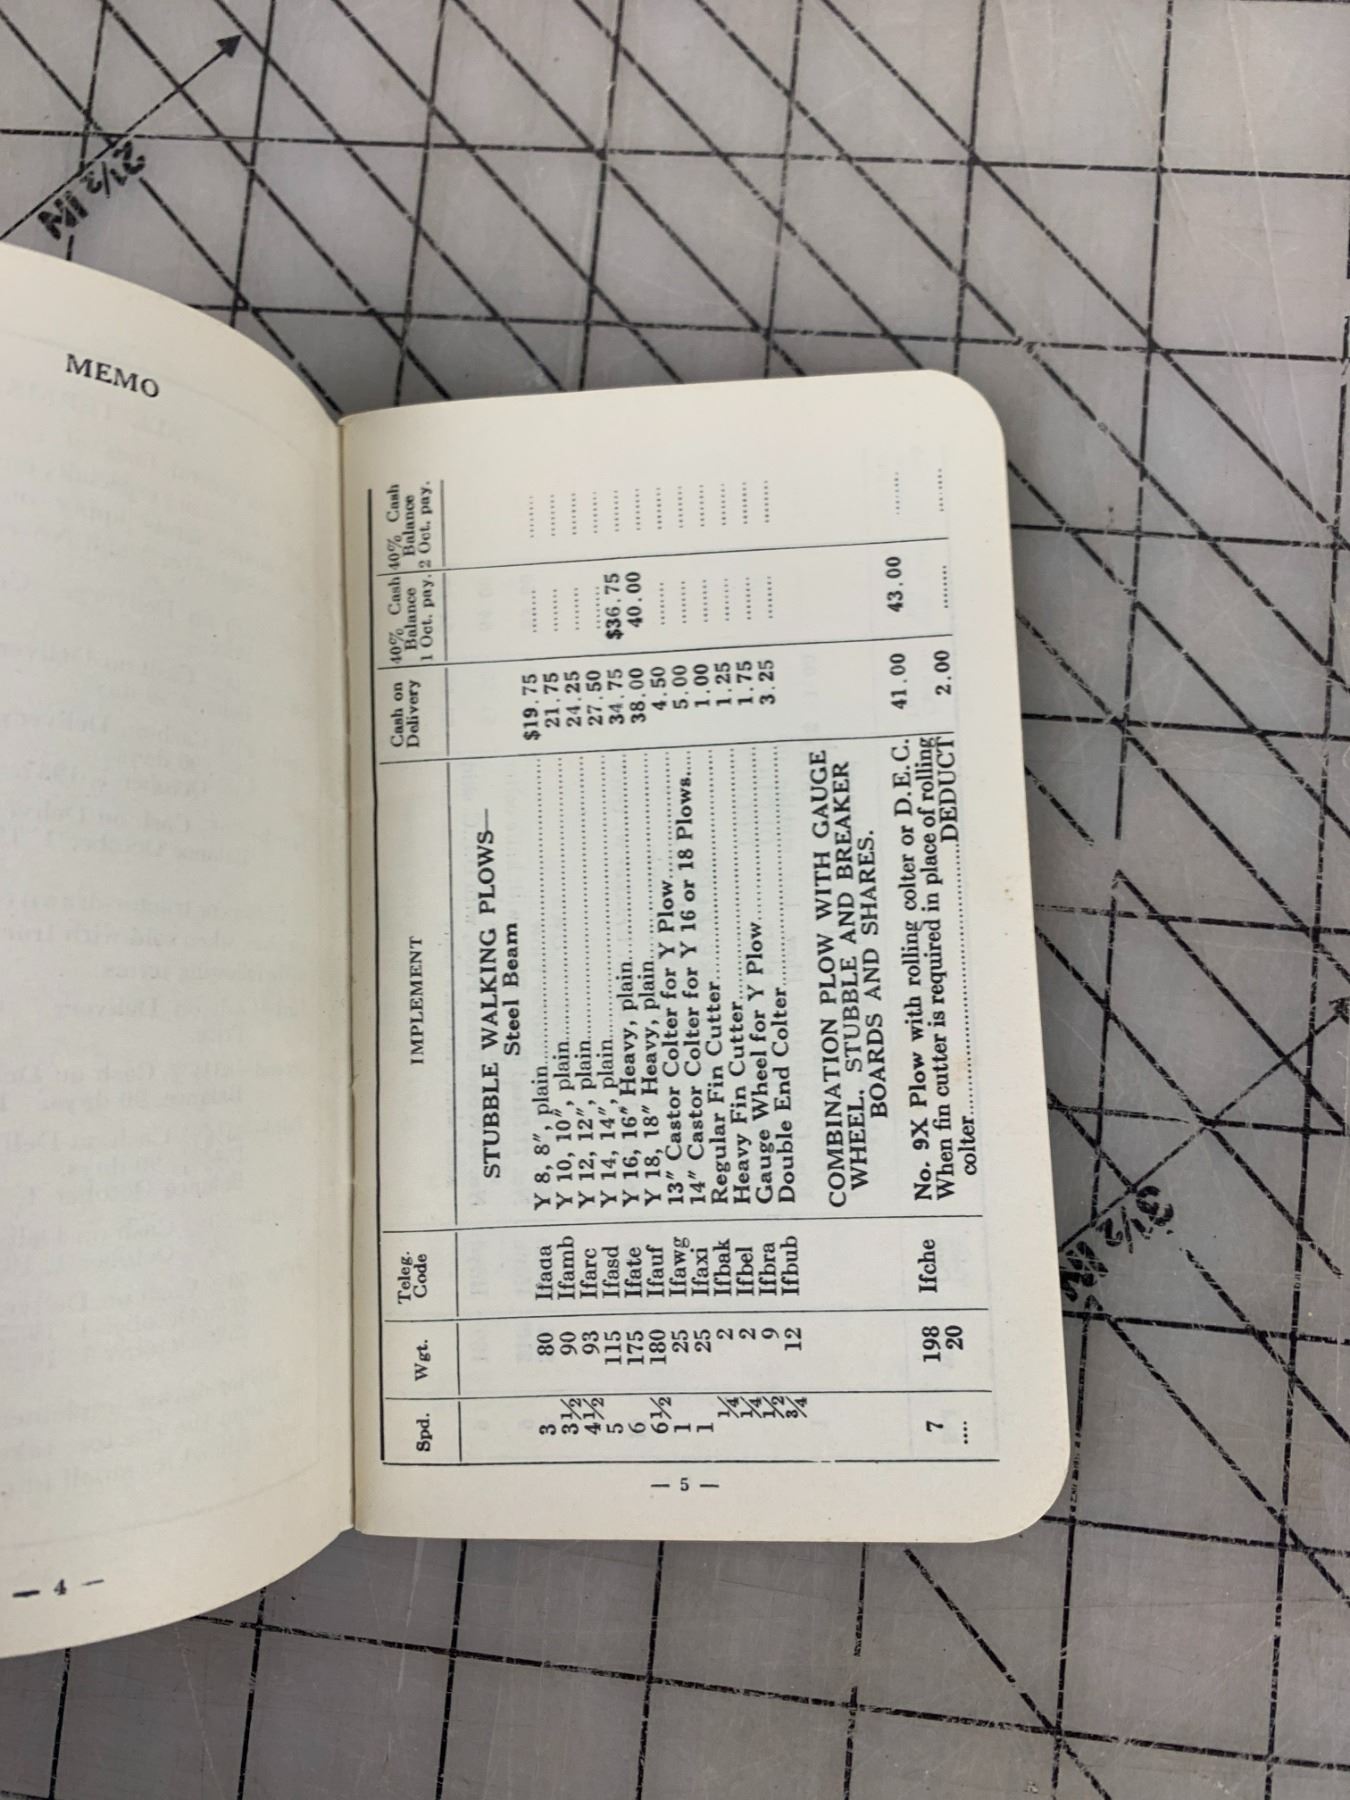 2½ IN
MEMO
— 4 —
Spd. Wgt. Teleg. Code IMPLEMENT Cash on Delivery 40% Cash Balance 1 Oct. pay. 40% Cash Balance 2 Oct. pay.
STUBBLE WALKING PLOWS—
Steel Beam
3 80 Ifada Y 8, 8″, plain $19.75
3½ 90 Ifamb Y 10, 10″, plain 21.75
4½ 93 Ifarc Y 12, 12″, plain 24.25
5 115 Ifasd Y 14, 14″, plain 27.50
6 175 Ifate Y 16, 16″ Heavy, plain 34.75 $36.75
6½ 180 Ifauf Y 18, 18″ Heavy, plain 38.00 40.00
1 25 Ifawg 13″ Castor Colter for Y Plow 4.50
1 25 Ifaxi 14″ Castor Colter for Y 16 or 18 Plows 5.00
¼ 2 Ifbak Regular Fin Cutter 1.00
¼ 2 Ifbel Heavy Fin Cutter 1.25
½ 9 Ifbra Gauge Wheel for Y Plow 1.75
¾ 12 Ifbub Double End Colter 3.25
COMBINATION PLOW WITH GAUGE
WHEEL. STUBBLE AND BREAKER
BOARDS AND SHARES.
7 198 Ifche No. 9X Plow with rolling colter or D.E.C. 41.00 43.00
.... 20 When fin cutter is required in place of rolling
colter DEDUCT 2.00
— 5 —
3½ IN